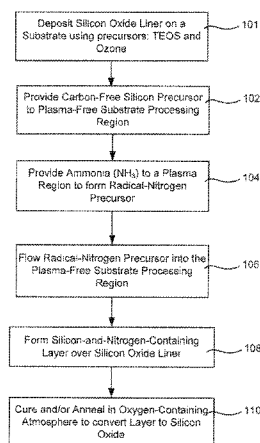 Deposit Silicon Oxide Liner on a
Substrate using precursors: TEOS and
Ozone
101
Provide Carbon-Free Silicon Precursor
to Plasma-Free Substrate Processing
Region
102
Provide Ammonia (NH3) to a Plasma
Region to form Radical-Nitrogen
Precursor
104
Flow Radical-Nitrogen Precursor into the
Plasma-Free Substrate Processing
Region
106
Form Silicon-and-Nitrogen-Containing
Layer over Silicon Oxide Liner
108
Cure and/or Anneal in Oxygen-Containing
Atmosphere to convert Layer to Silicon
Oxide
110